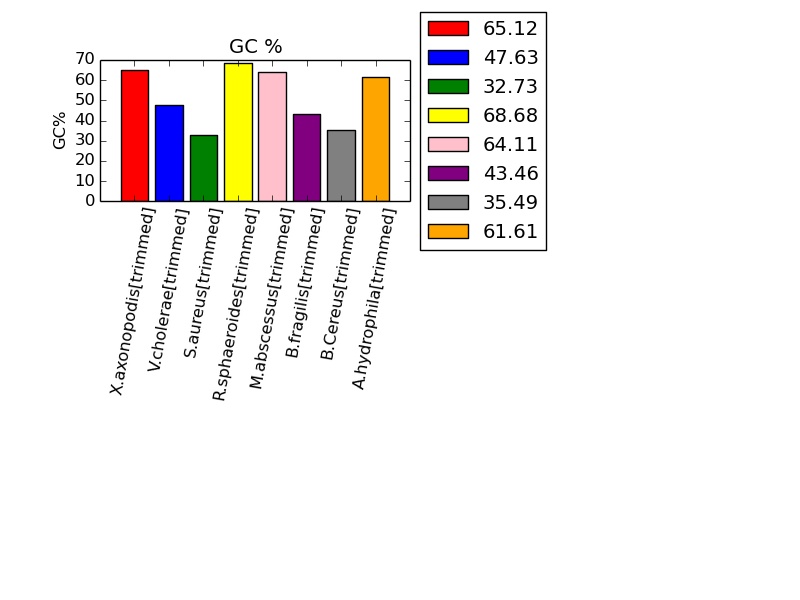 GC %
GC%
70
60
50
40
30
20
10
0
X.axonopodis[trimmed]
V.cholerae[trimmed]
S.aureus[trimmed]
R.sphaeroides[trimmed]
M.abscessus[trimmed]
B.fragilis[trimmed]
B.Cereus[trimmed]
A.hydrophila[trimmed]
65.12
47.63
32.73
68.68
64.11
43.46
35.49
61.61